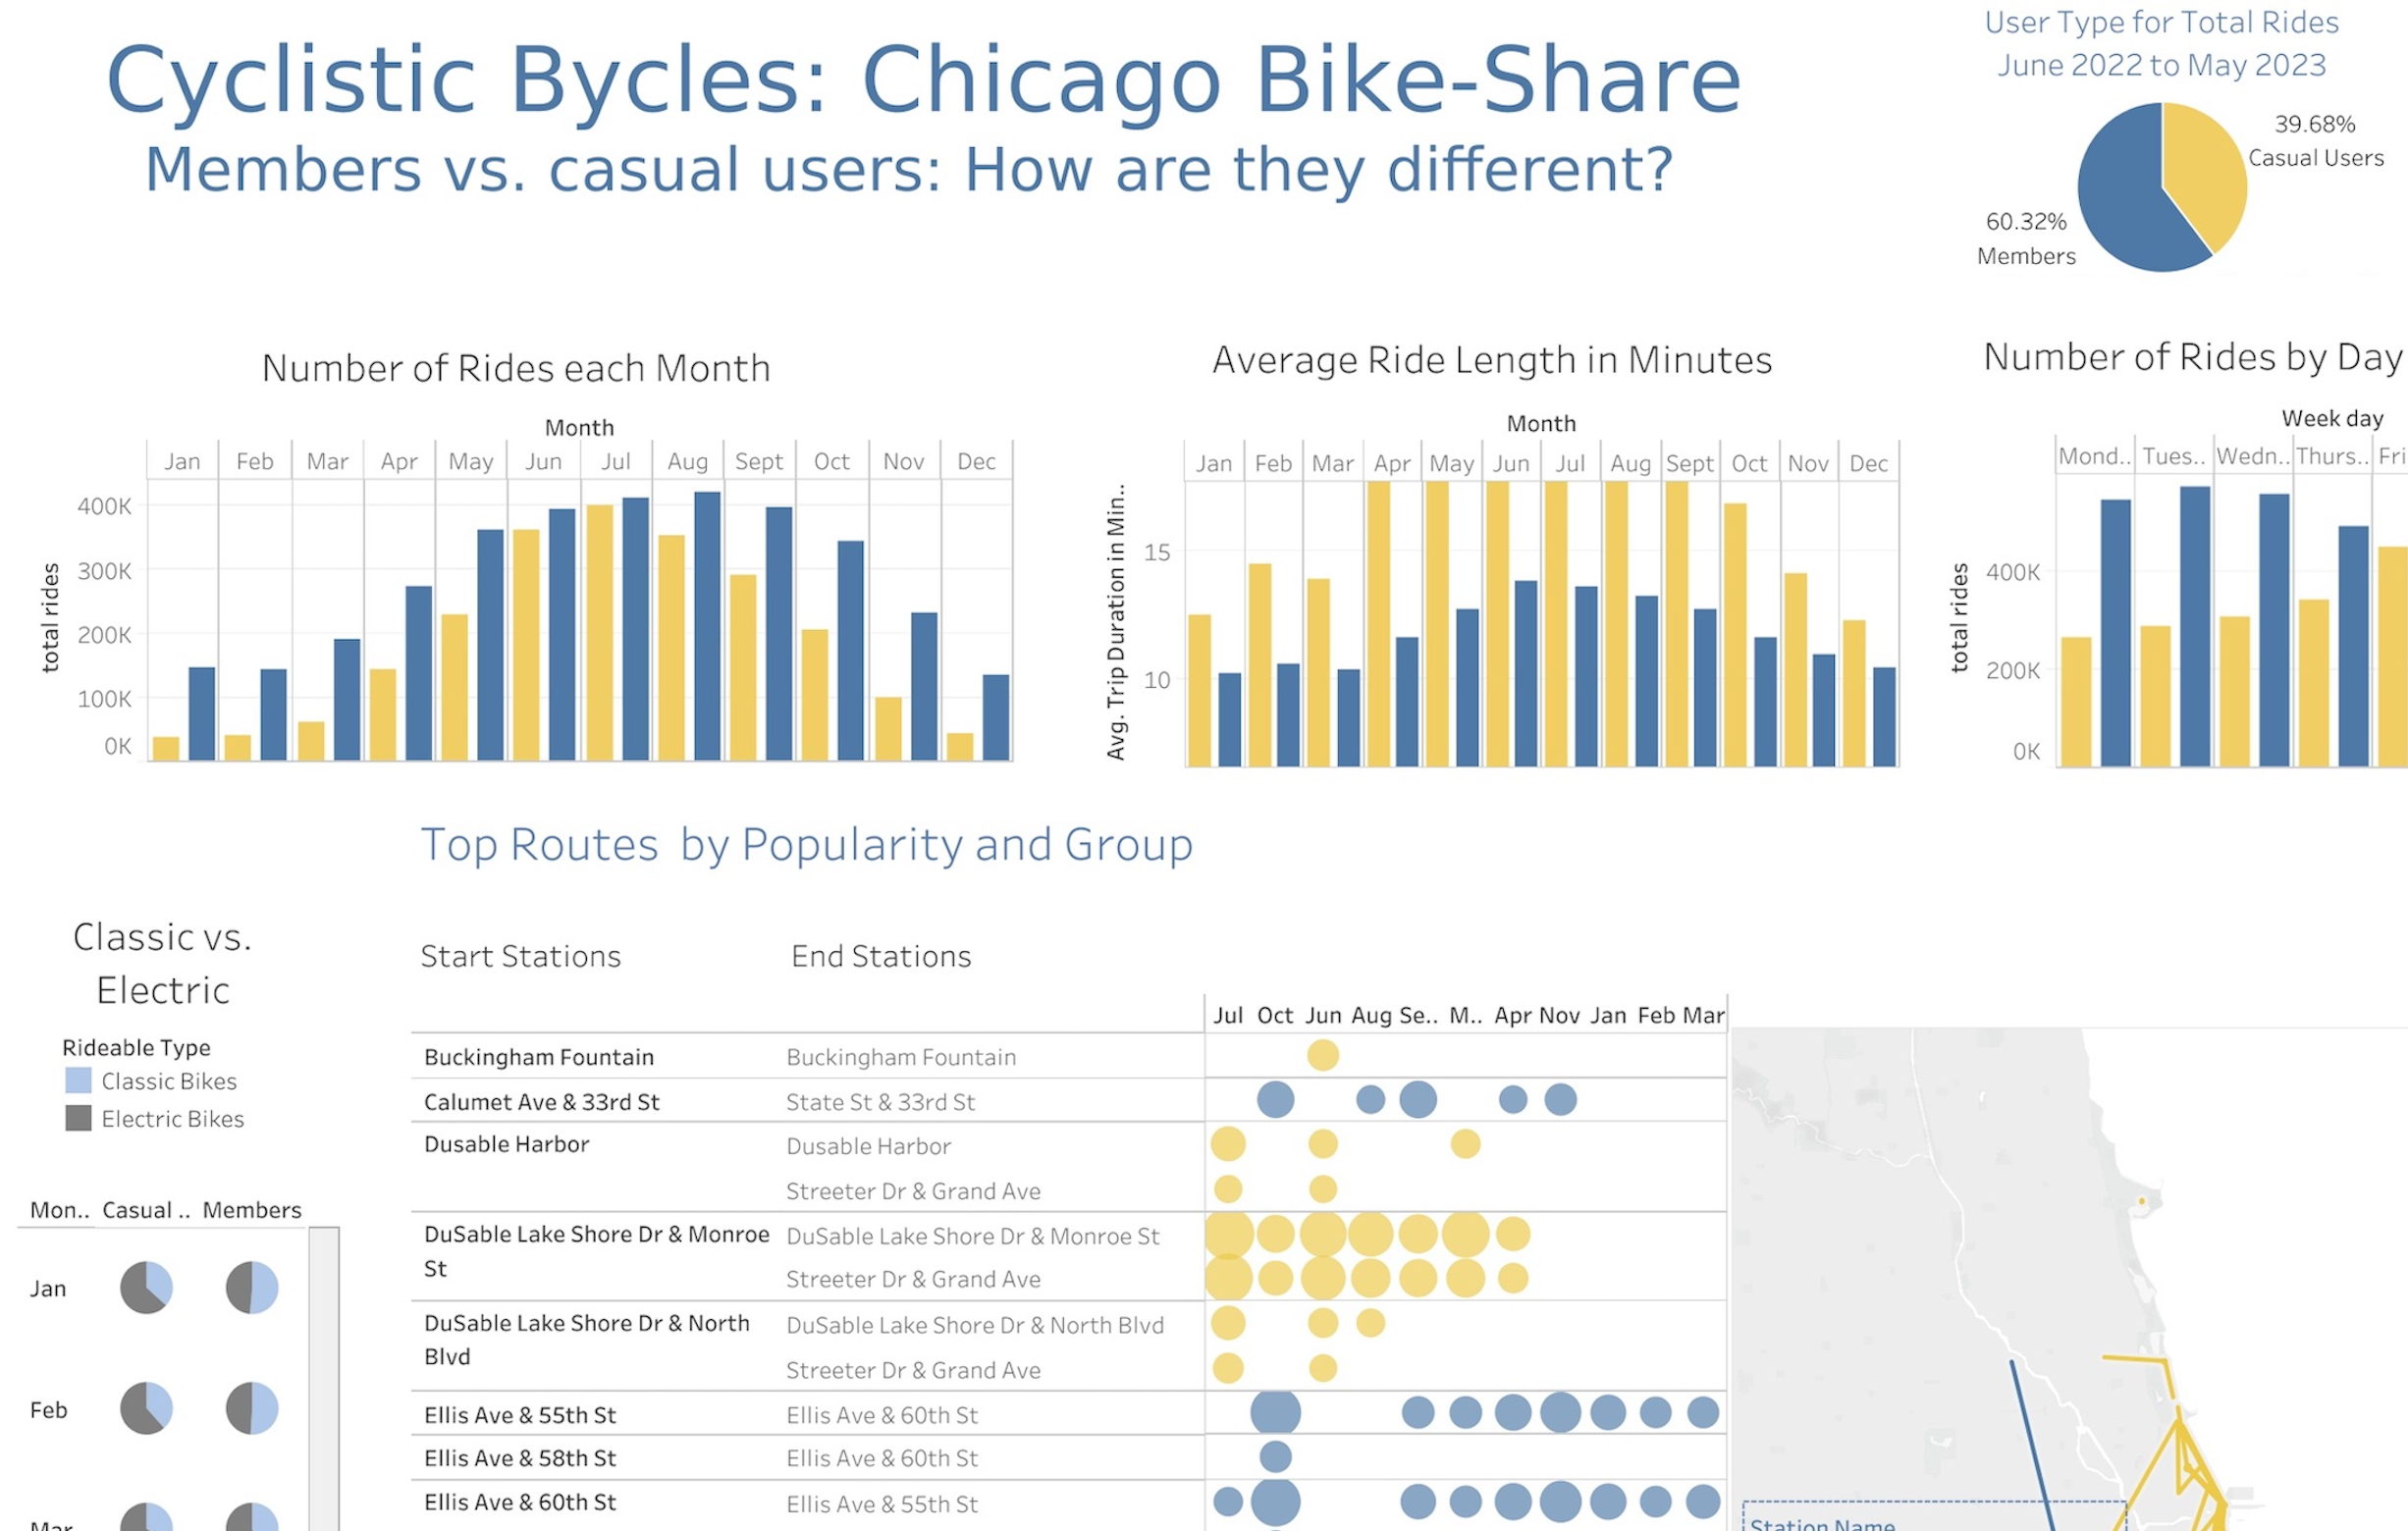 Cyclistic Bycles: Chicago Bike-Share
Members vs. casual users: How are they different?
User Type for Total Rides
June 2022 to May 2023
39.68%
Casual Users
60.32%
Members
Number of Rides each Month
Month
Jan Feb Mar Apr May Jun Jul Aug Sept Oct Nov Dec
total rides
400K
300K
200K
100K
0K
Average Ride Length in Minutes
Month
Jan Feb Mar Apr May Jun Jul Aug Sept Oct Nov Dec
Avg. Trip Duration in Min..
15
10
Number of Rides by Day
Week day
Mond.. Tues.. Wedn.. Thurs.. Fri
total rides
400K
200K
0K
Top Routes by Popularity and Group
Classic vs.
Electric
Rideable Type
Classic Bikes
Electric Bikes
Mon.. Casual .. Members
Jan
Feb
Mar
Start Stations End Stations
Jul Oct Jun Aug Se.. M.. Apr Nov Jan Feb Mar
Buckingham Fountain Buckingham Fountain
Calumet Ave & 33rd St State St & 33rd St
Dusable Harbor Dusable Harbor
Streeter Dr & Grand Ave
DuSable Lake Shore Dr & Monroe DuSable Lake Shore Dr & Monroe St
St
Streeter Dr & Grand Ave
DuSable Lake Shore Dr & North DuSable Lake Shore Dr & North Blvd
Blvd
Streeter Dr & Grand Ave
Ellis Ave & 55th St Ellis Ave & 60th St
Ellis Ave & 58th St Ellis Ave & 60th St
Ellis Ave & 60th St Ellis Ave & 55th St
Station Name